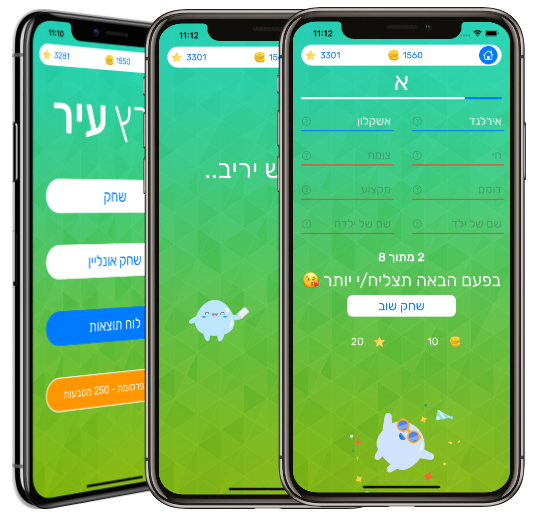 11:10
3281
1550
רץ עיר
שחק
שחק אונליין
לוח תוצאות
פרסומת - 250 מטבעות
11:12
3301
ש יריב..
11:12
3301
1560
א
אירלנד
אשקלון
חי
צומח
דומם
מקצוע
שם של ילד
שם של ילדה
2 מתוך 8
בפעם הבאה תצליח/י יותר 😘
שחק שוב
10
20